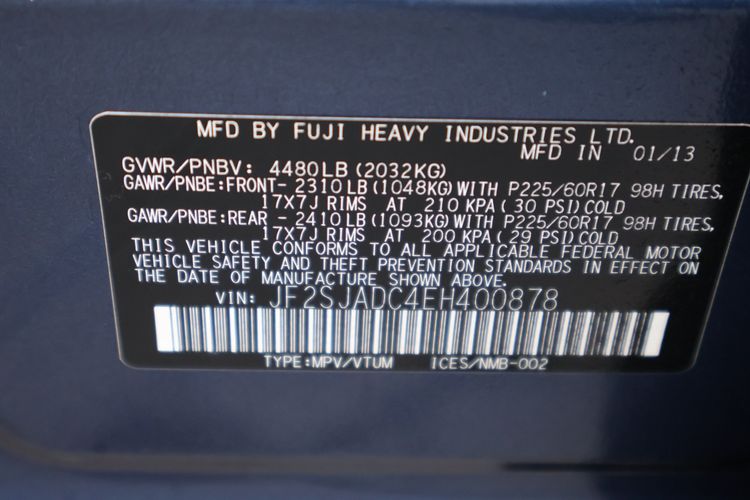 MFD BY FUJI HEAVY INDUSTRIES LTD.
MFD IN 01/13
GVWR/PNBV: 4480LB(2032KG)
GAWR/PNBE:FRONT- 2310LB(1048KG)WITH P225/60R17 98H TIRES,
17X7J RIMS AT 210 KPA( 30 PSI)COLD
GAWR/PNBE:REAR - 2410LB(1093KG)WITH P225/60R17 98H TIRES,
17X7J RIMS AT 200 KPA( 29 PSI)COLD
THIS VEHICLE CONFORMS TO ALL APPLICABLE FEDERAL MOTOR
VEHICLE SAFETY AND THEFT PREVENTION STANDARDS IN EFFECT ON
THE DATE OF MANUFACTURE SHOWN ABOVE.
VIN: JF2SJADC4EH400878
TYPE:MPV/VTUM ICES/NMB-002